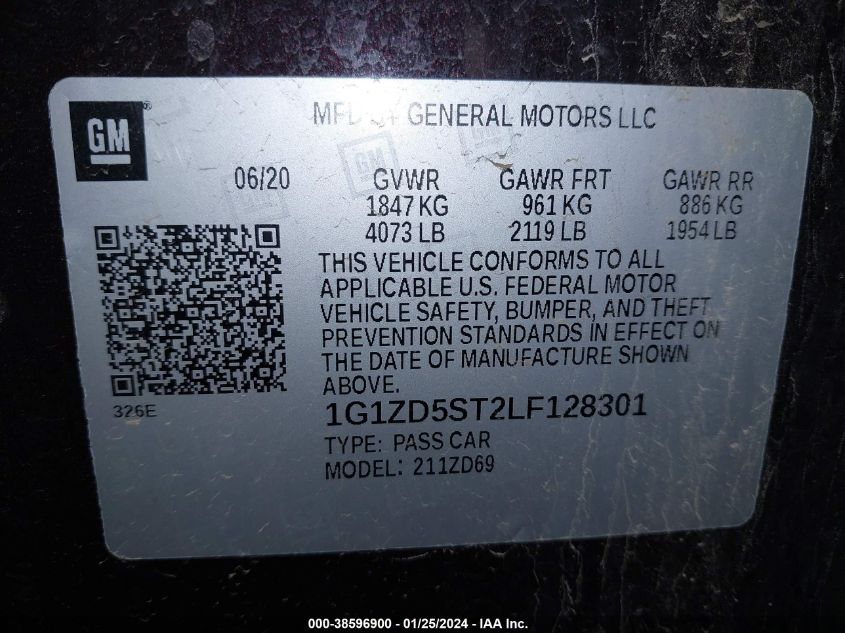 GM®
MFD BY GENERAL MOTORS LLC
06/20 GVWR GAWR FRT GAWR RR
1847 KG 961 KG 886 KG
4073 LB 2119 LB 1954 LB
THIS VEHICLE CONFORMS TO ALL
APPLICABLE U.S. FEDERAL MOTOR
VEHICLE SAFETY, BUMPER, AND THEFT
PREVENTION STANDARDS IN EFFECT ON
THE DATE OF MANUFACTURE SHOWN
ABOVE.
326E
1G1ZD5ST2LF128301
TYPE: PASS CAR
MODEL: 211ZD69
000-38596900 - 01/25/2024 - IAA Inc.